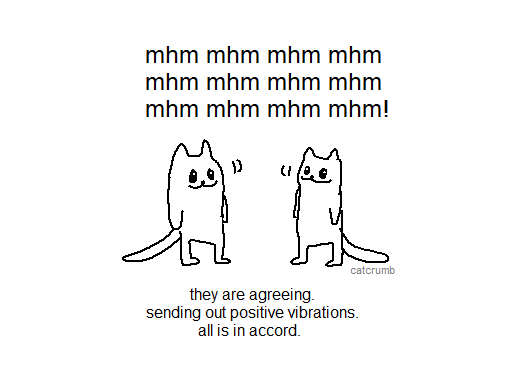 mhm mhm mhm mhm
mhm mhm mhm mhm
mhm mhm mhm mhm!
catcrumb
they are agreeing.
sending out positive vibrations.
all is in accord.